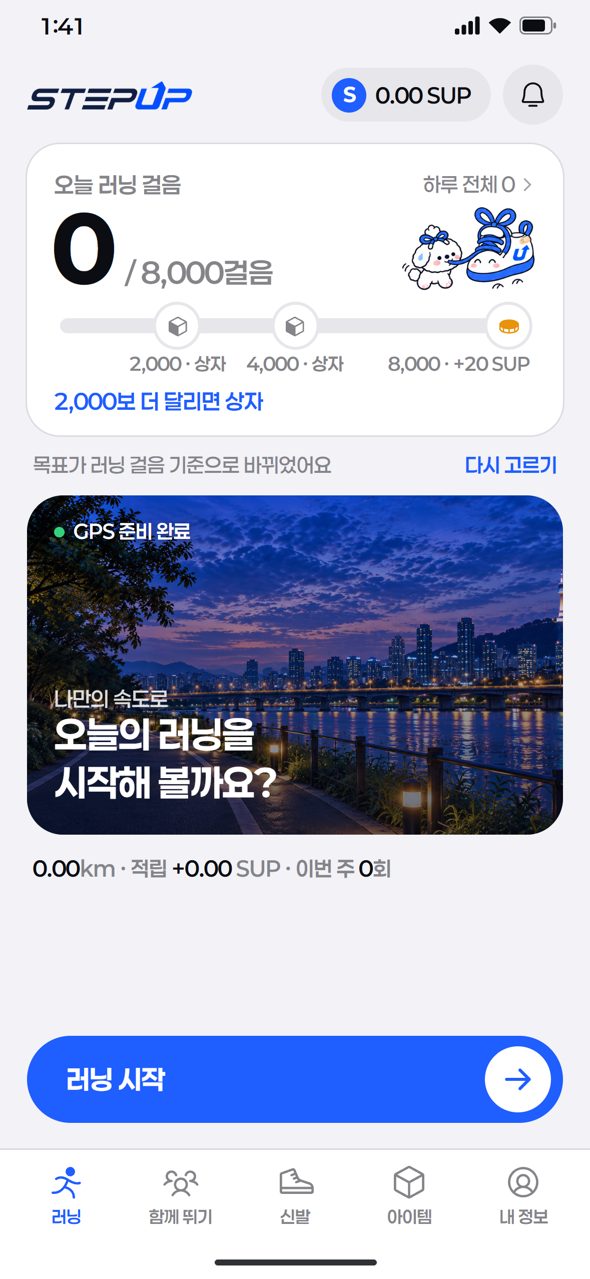 1:41
STEPUP
S 0.00 SUP
오늘 러닝 걸음
하루 전체 0
0 / 8,000걸음
2,000 · 상자
4,000 · 상자
8,000 · +20 SUP
2,000보 더 달리면 상자
목표가 러닝 걸음 기준으로 바뀌었어요
다시 고르기
GPS 준비 완료
나만의 속도로
오늘의 러닝을
시작해 볼까요?
0.00km · 적립 +0.00 SUP · 이번 주 0회
러닝 시작
러닝
함께 뛰기
신발
아이템
내 정보